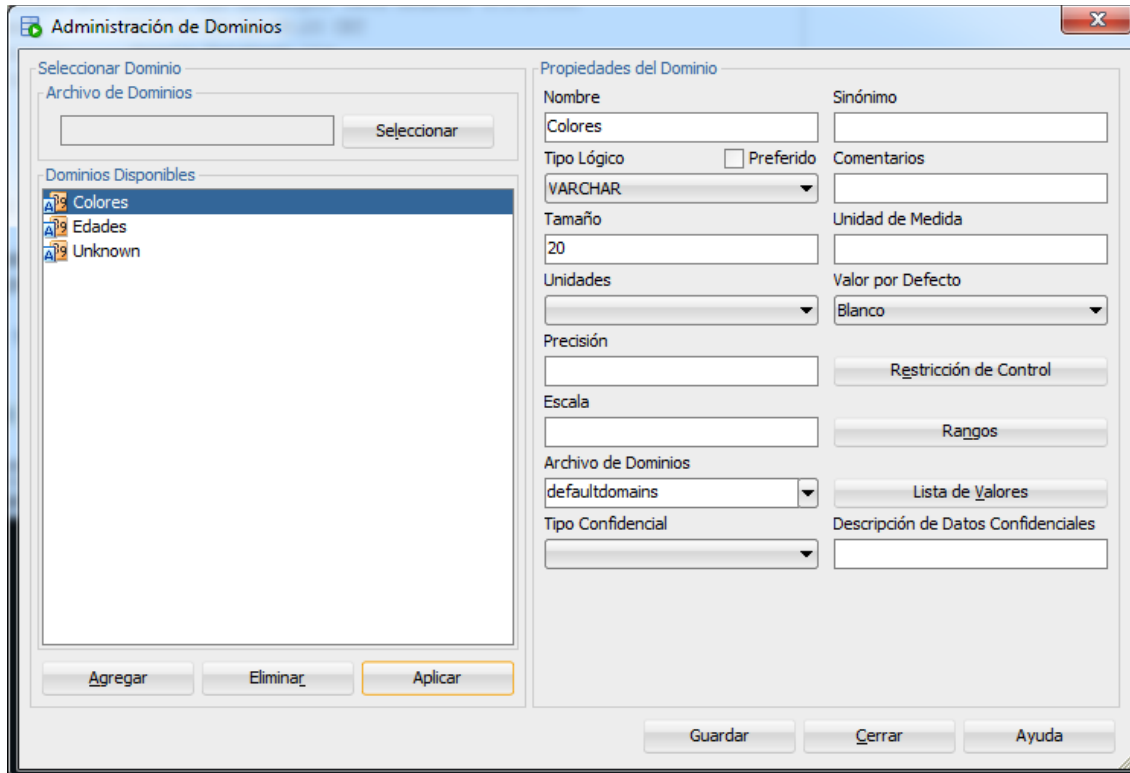 Administración de Dominios
Seleccionar Dominio
Archivo de Dominios
Seleccionar
Dominios Disponibles
Colores
Edades
Unknown
Agregar
Eliminar
Aplicar
Propiedades del Dominio
Nombre
Sinónimo
Colores
Tipo Lógico
Preferido
Comentarios
VARCHAR
Tamaño
Unidad de Medida
20
Unidades
Valor por Defecto
Blanco
Precisión
Restricción de Control
Escala
Rangos
Archivo de Dominios
defaultdomains
Lista de Valores
Tipo Confidencial
Descripción de Datos Confidenciales
Guardar
Cerrar
Ayuda